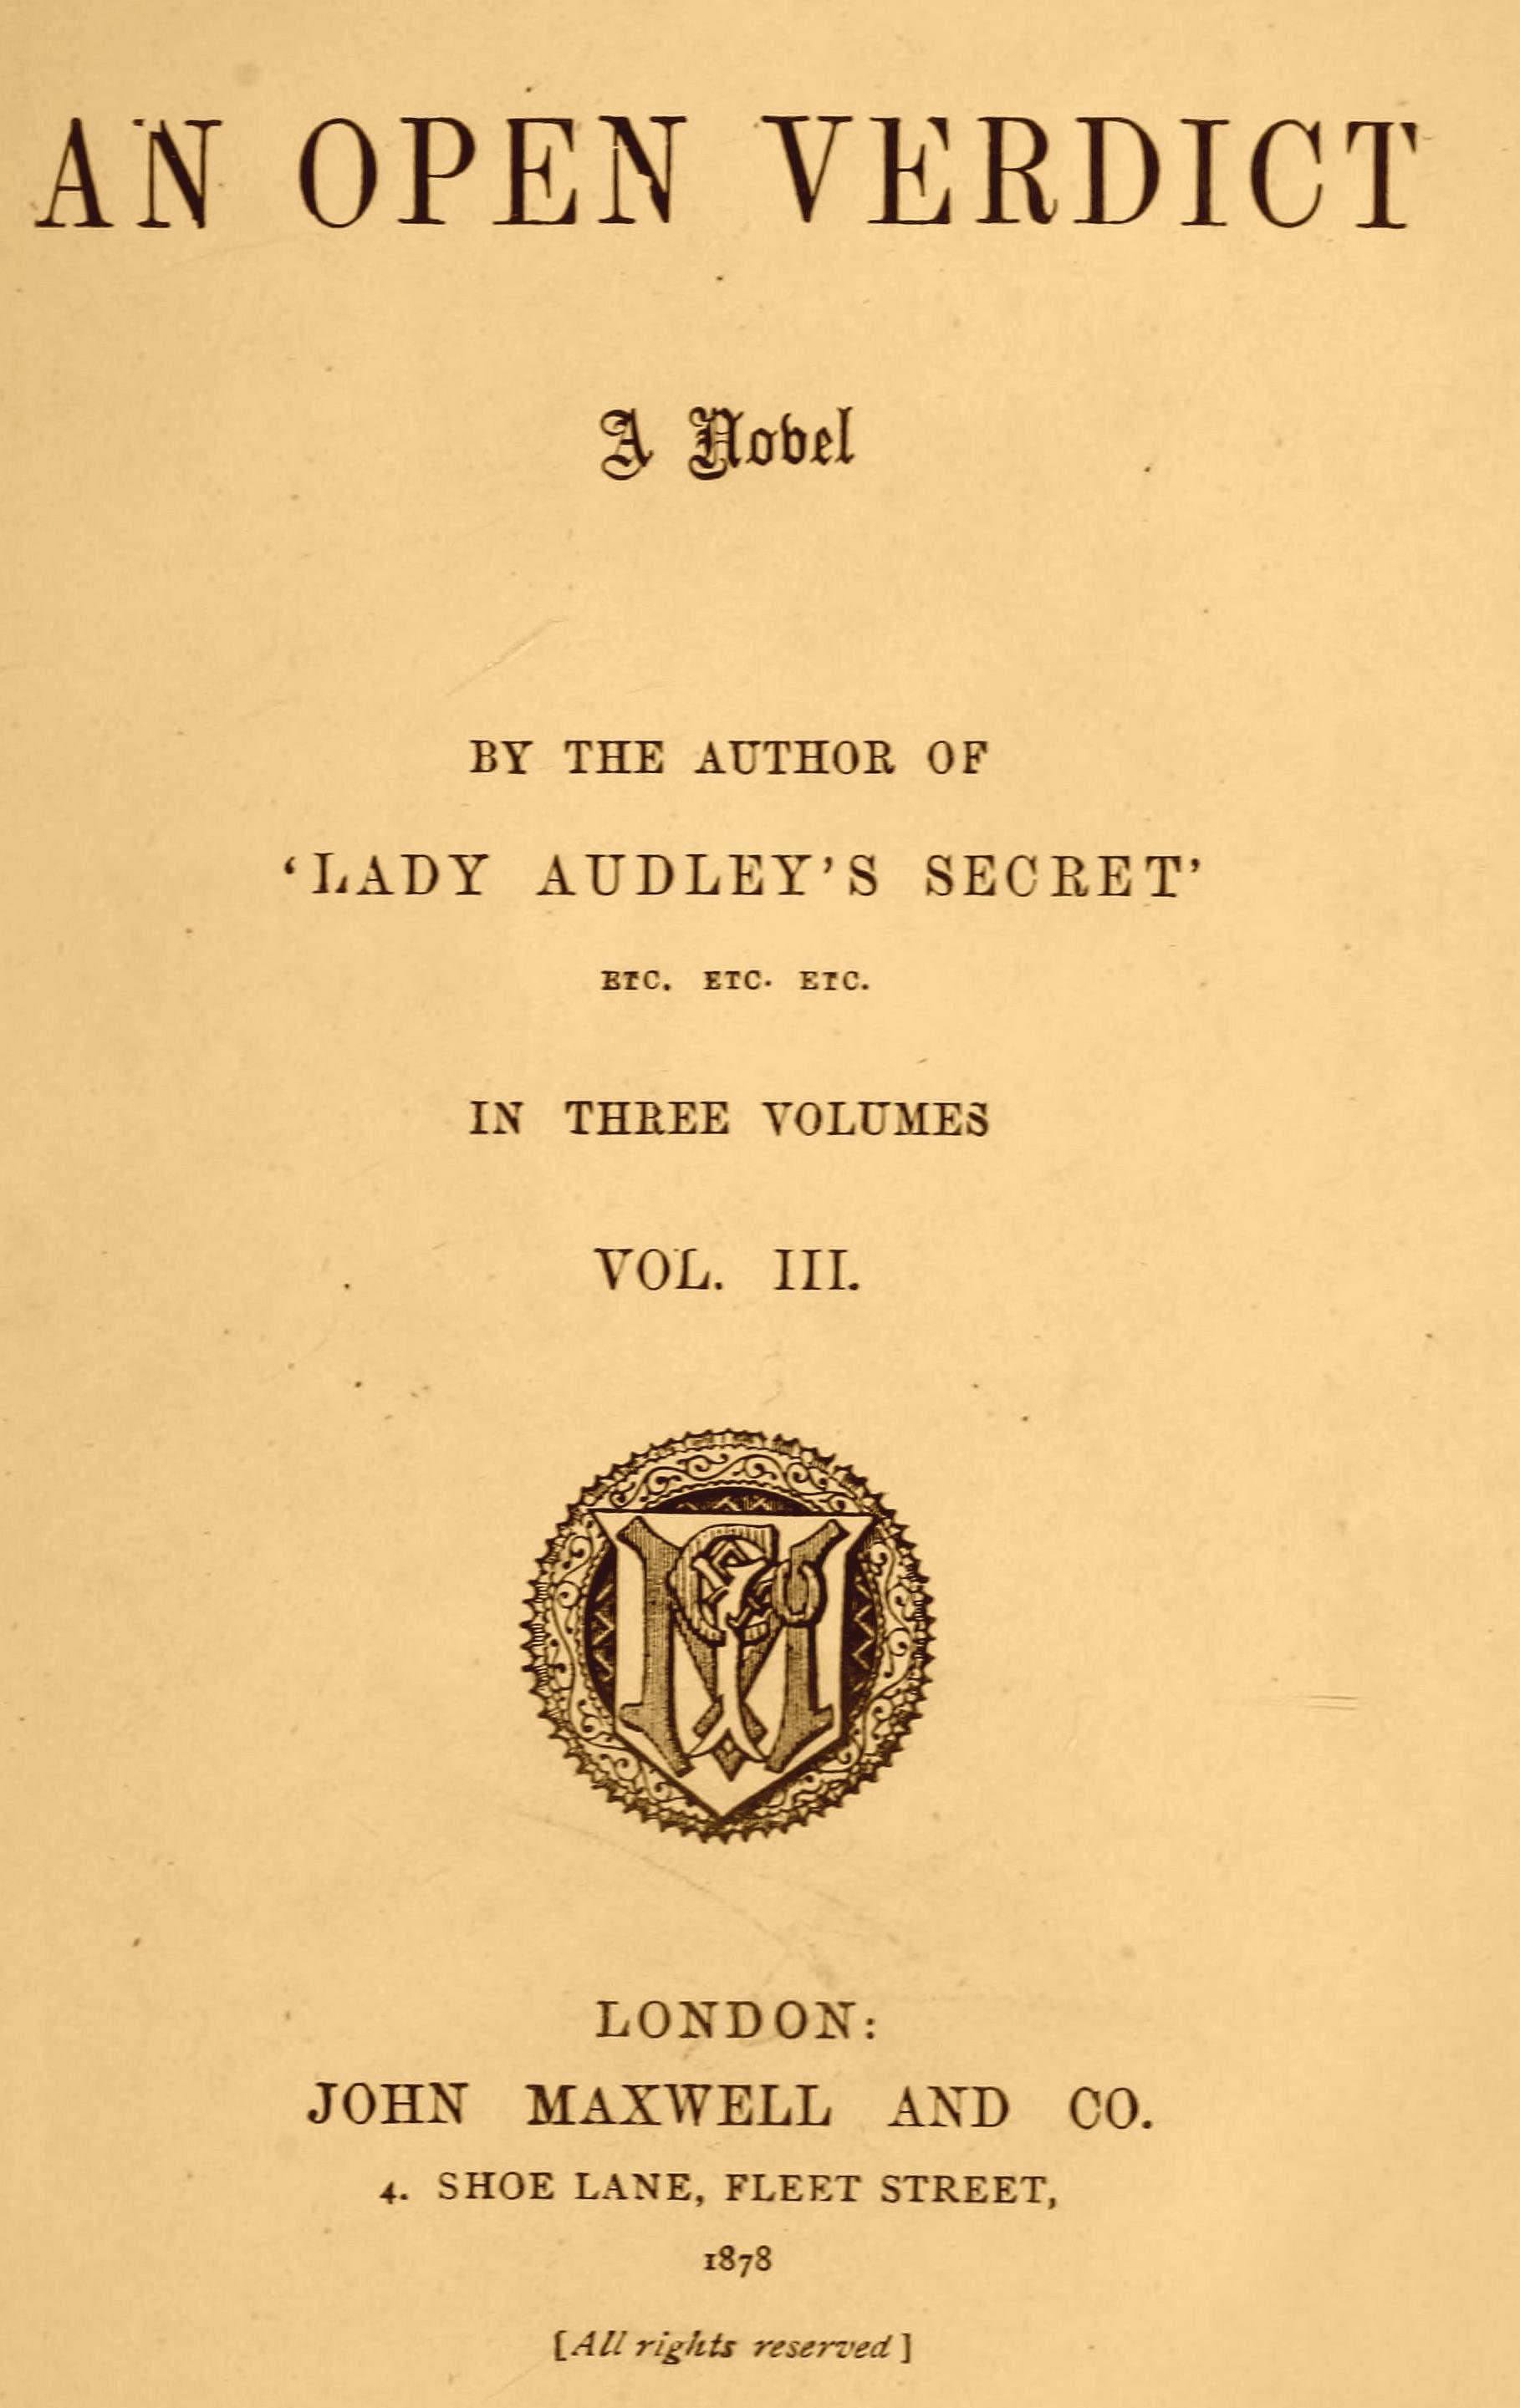 AN OPEN VERDICT
A Novel
BY THE AUTHOR OF
‘LADY AUDLEY’S SECRET’
ETC. ETC. ETC.
IN THREE VOLUMES
VOL. III.
LONDON:
JOHN MAXWELL AND CO.
4. SHOE LANE, FLEET STREET,
1878
[All rights reserved]